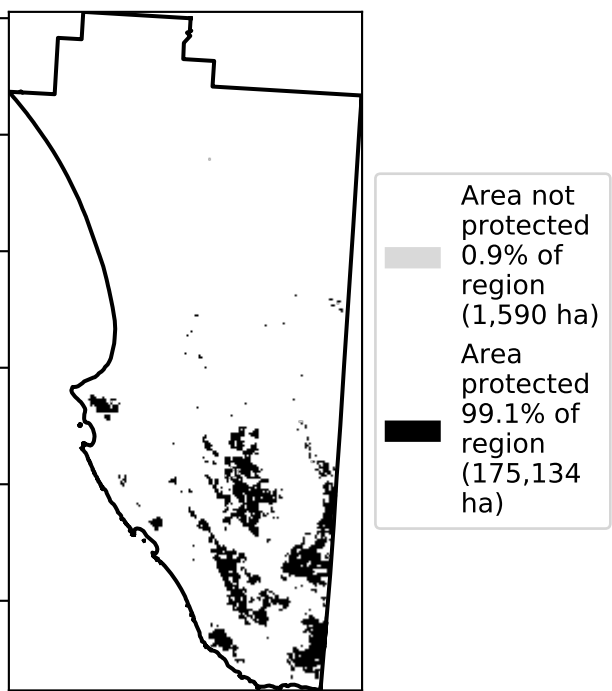 Area not
protected
0.9% of
region
(1,590 ha)
Area
protected
99.1% of
region
(175,134
ha)